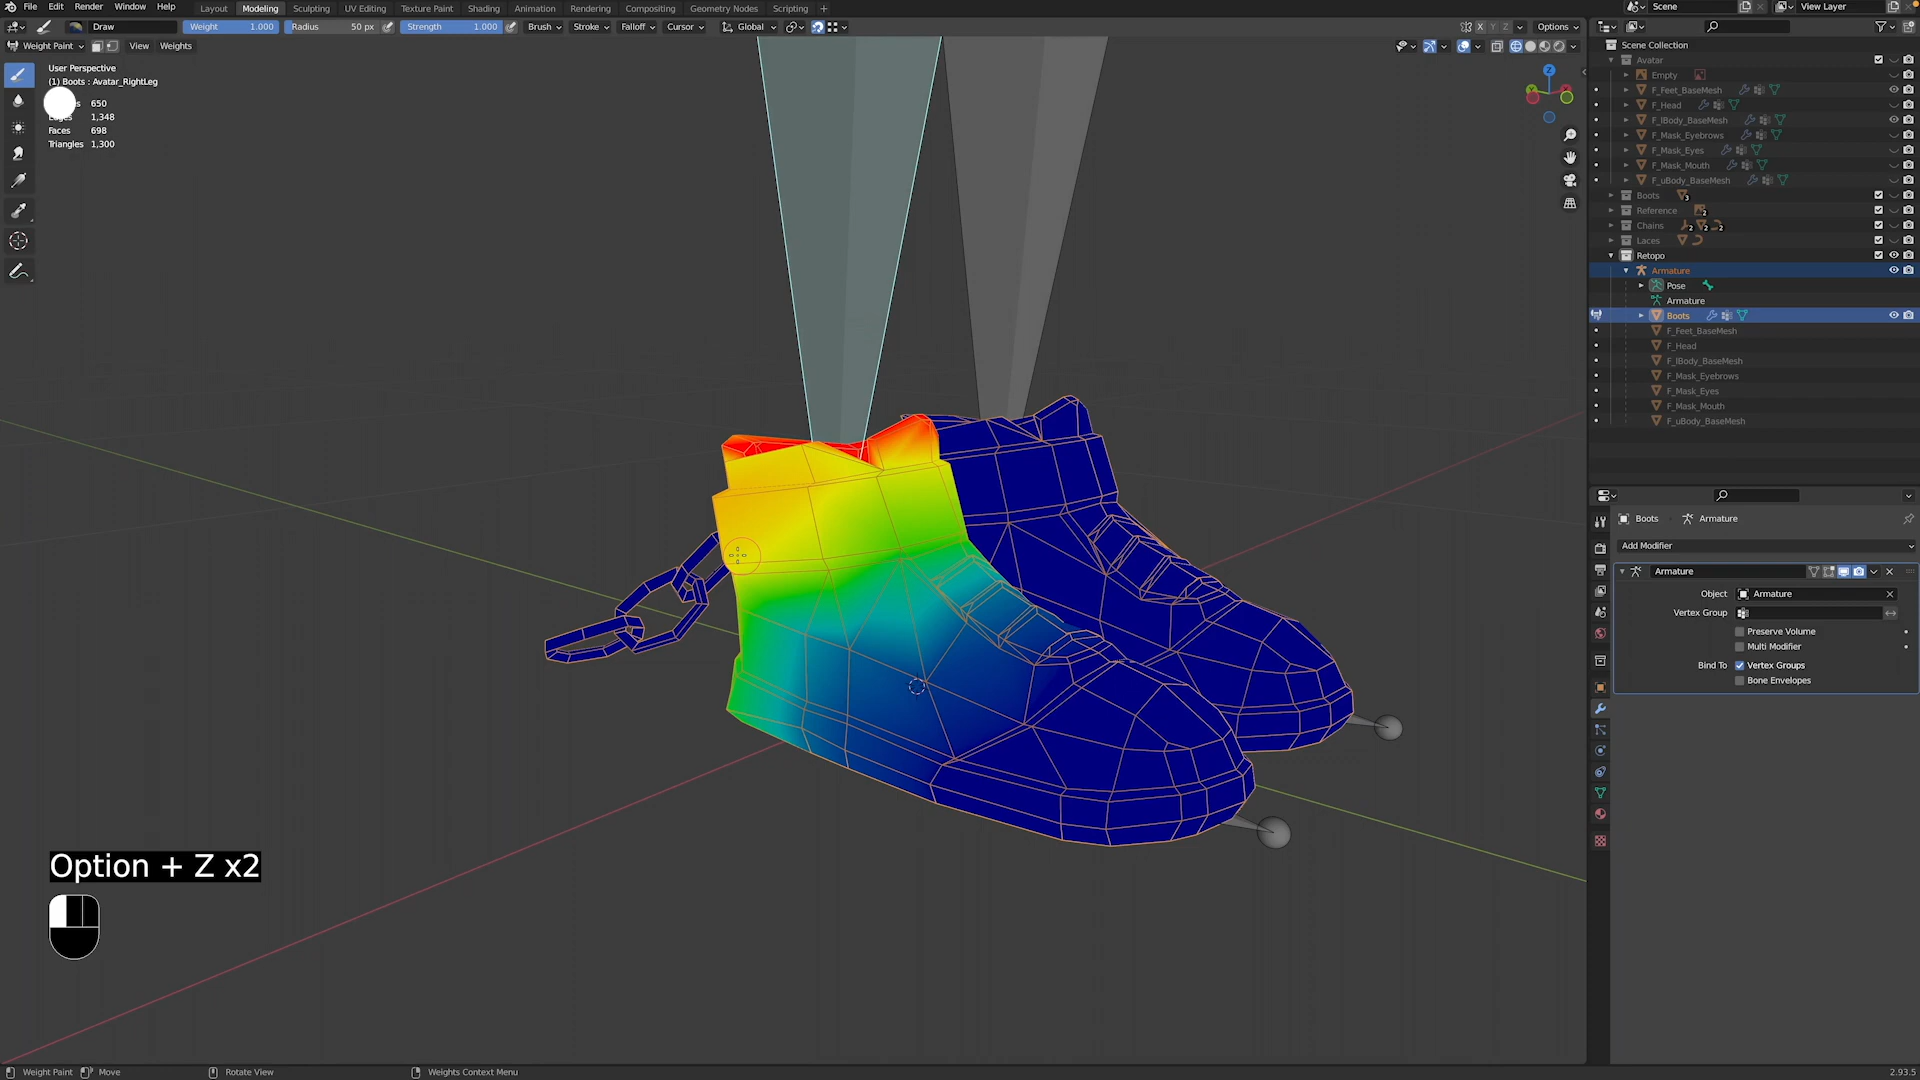 File Edit Render Window Help Layout Modeling Sculpting UV Editing Texture Paint Shading Animation Rendering Compositing Geometry Nodes Scripting + Scene View Layer
Draw Weight 1.000 Radius 50 px Strength 1.000 Brush Stroke Falloff Cursor Global X Y Z Options
Weight Paint View Weights
User Perspective
(1) Boots : Avatar_RightLeg
650
1,348
Faces 698
Triangles 1,300
Scene Collection
Avatar
Empty
F_Feet_BaseMesh
F_Head
F_lBody_BaseMesh
F_Mask_Eyebrows
F_Mask_Eyes
F_Mask_Mouth
F_uBody_BaseMesh
Boots 3
Reference 2
Chains 2 2 2
Laces
Retopo
Armature
Pose
Armature
Boots
F_Feet_BaseMesh
F_Head
F_lBody_BaseMesh
F_Mask_Eyebrows
F_Mask_Eyes
F_Mask_Mouth
F_uBody_BaseMesh
Boots Armature
Add Modifier
Armature
Object Armature
Vertex Group
Preserve Volume
Multi Modifier
Bind To Vertex Groups
Bone Envelopes
Z
Option + Z x2
Weight Paint Move Rotate View Weights Context Menu 2.93.5